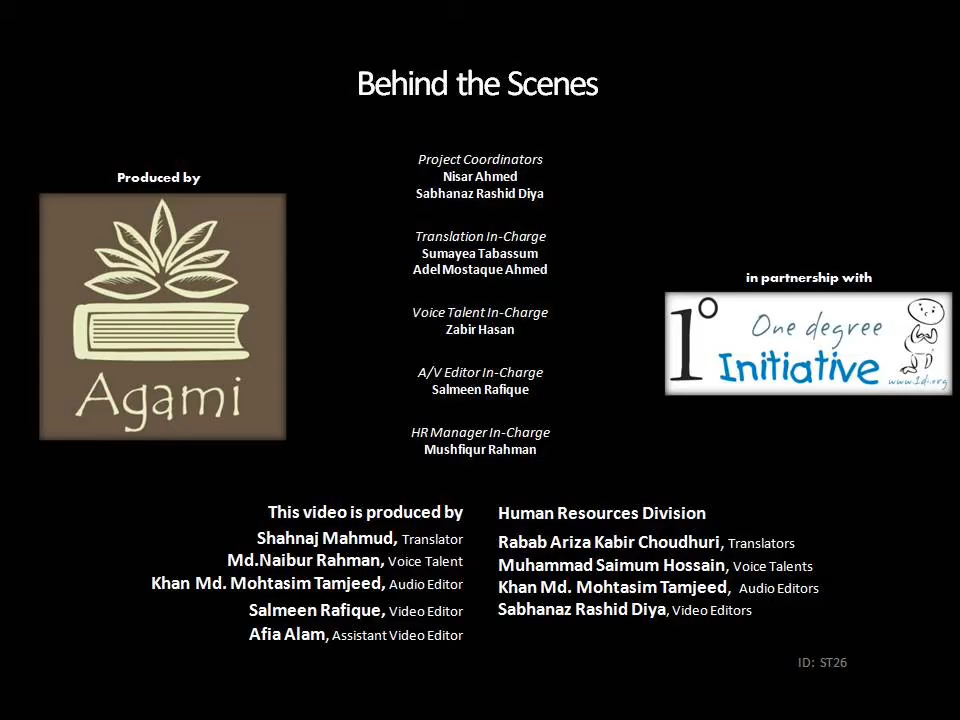 Behind the Scenes
Produced by
Agami
Project Coordinators
Nisar Ahmed
Sabhanaz Rashid Diya
Translation In-Charge
Sumayea Tabassum
Adel Mostaque Ahmed
Voice Talent In-Charge
Zabir Hasan
A/V Editor In-Charge
Salmeen Rafique
HR Manager In-Charge
Mushfiqur Rahman
in partnership with
1° One degree
Initiative
www.1di.org
This video is produced by
Shahnaj Mahmud, Translator
Md.Naibur Rahman, Voice Talent
Khan Md. Mohtasim Tamjeed, Audio Editor
Salmeen Rafique, Video Editor
Afia Alam, Assistant Video Editor
Human Resources Division
Rabab Ariza Kabir Choudhuri, Translators
Muhammad Saimum Hossain, Voice Talents
Khan Md. Mohtasim Tamjeed, Audio Editors
Sabhanaz Rashid Diya, Video Editors
ID: ST26